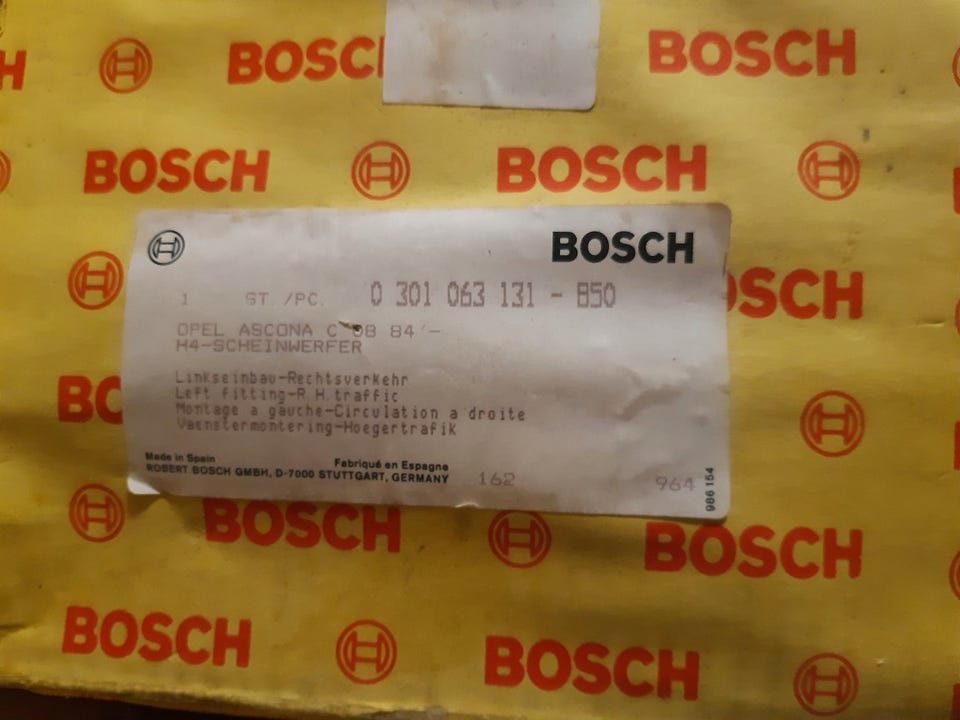 H BOSCH BOSCH
BOSCH BOSCH
BOSCH
1 ST./PC. 0 301 063 131 - 850
OSCH
OPEL ASCONA C 08 84 -
H4-SCHEINWERFER
Linkseinbau-Rechtsverkehr
Left fitting-R.H.traffic
Montage a gauche-Circulation a droite
Vaenstermontering-Hoegertrafik
BO
Made in Spain Fabriqué en Espagne
ROBERT BOSCH GMBH, D-7000 STUTTGART, GERMANY 162 964
986 154
BOSCH BOSCH
BOSCH BOSCH